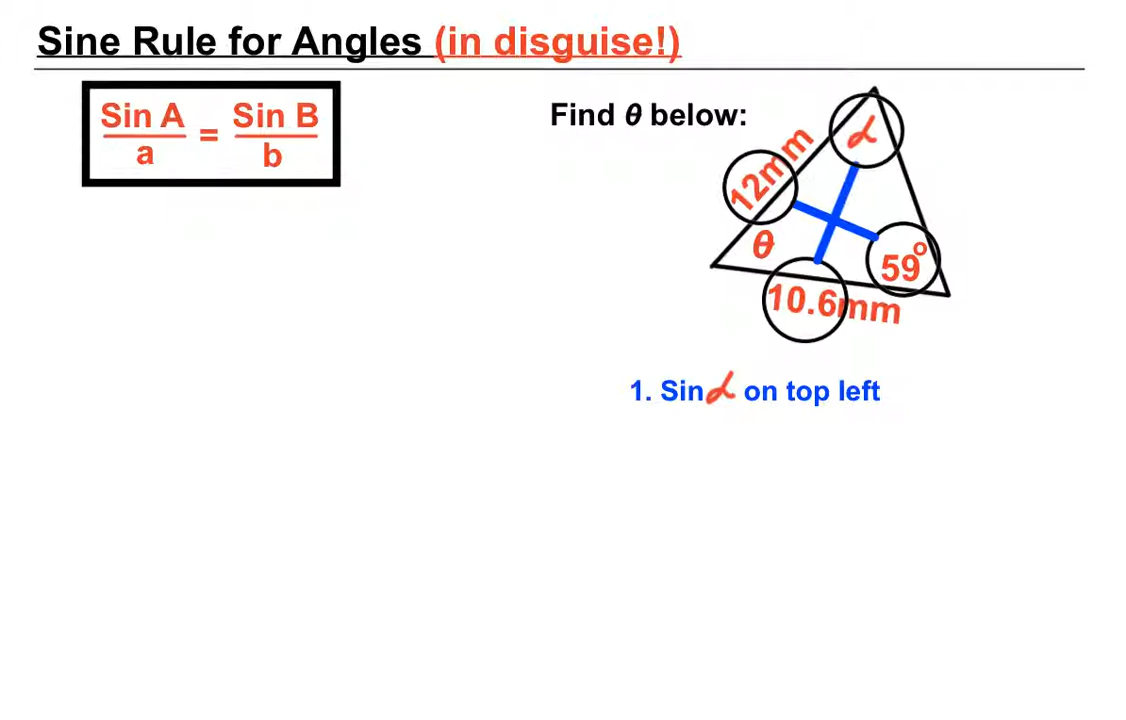 Sine Rule for Angles (in disguise!)
Sin A
a
=
Sin B
b
Find θ below:
α
12mm
θ
59°
10.6mm
1. Sin α on top left